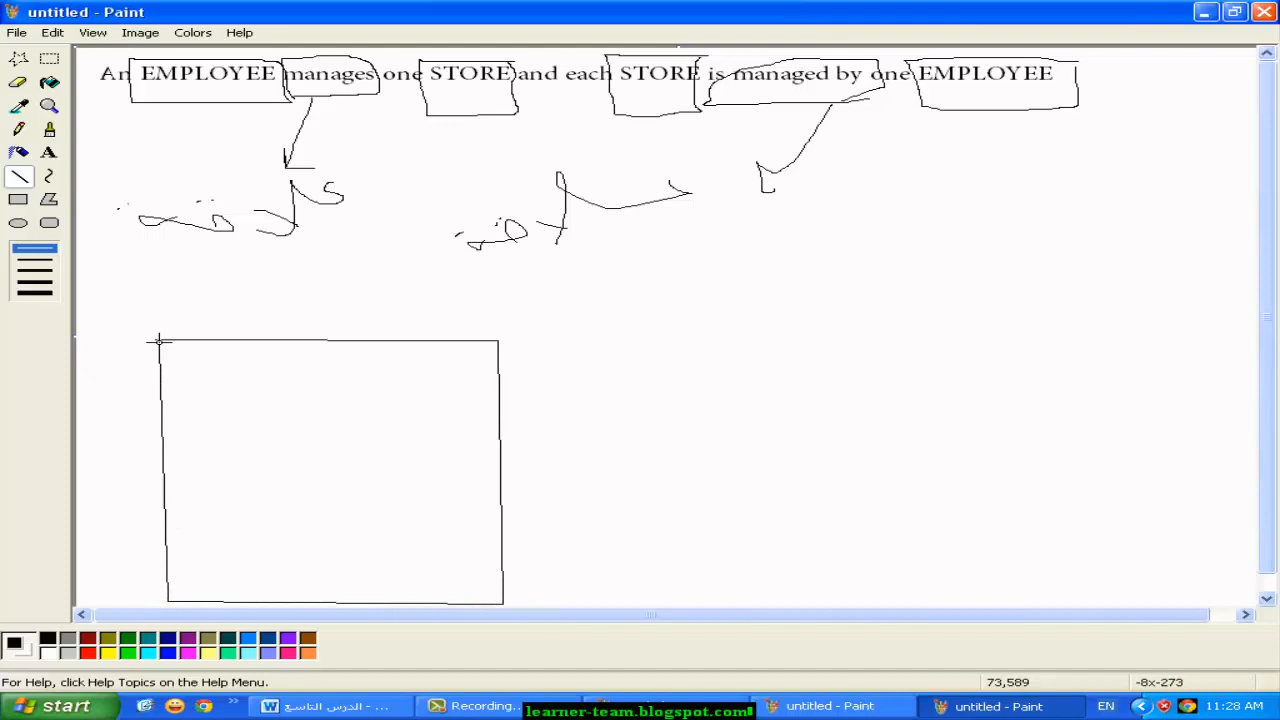 untitled - Paint
File Edit View Image Colors Help
An EMPLOYEE manages one STORE and each STORE is managed by one EMPLOYEE
For Help, click Help Topics on the Help Menu.
73,589
-8x-273
start
الدرس التاسع - ...
Recording...
untitled - Paint
untitled - Paint
EN
11:28 AM
learner-team.blogspot.com